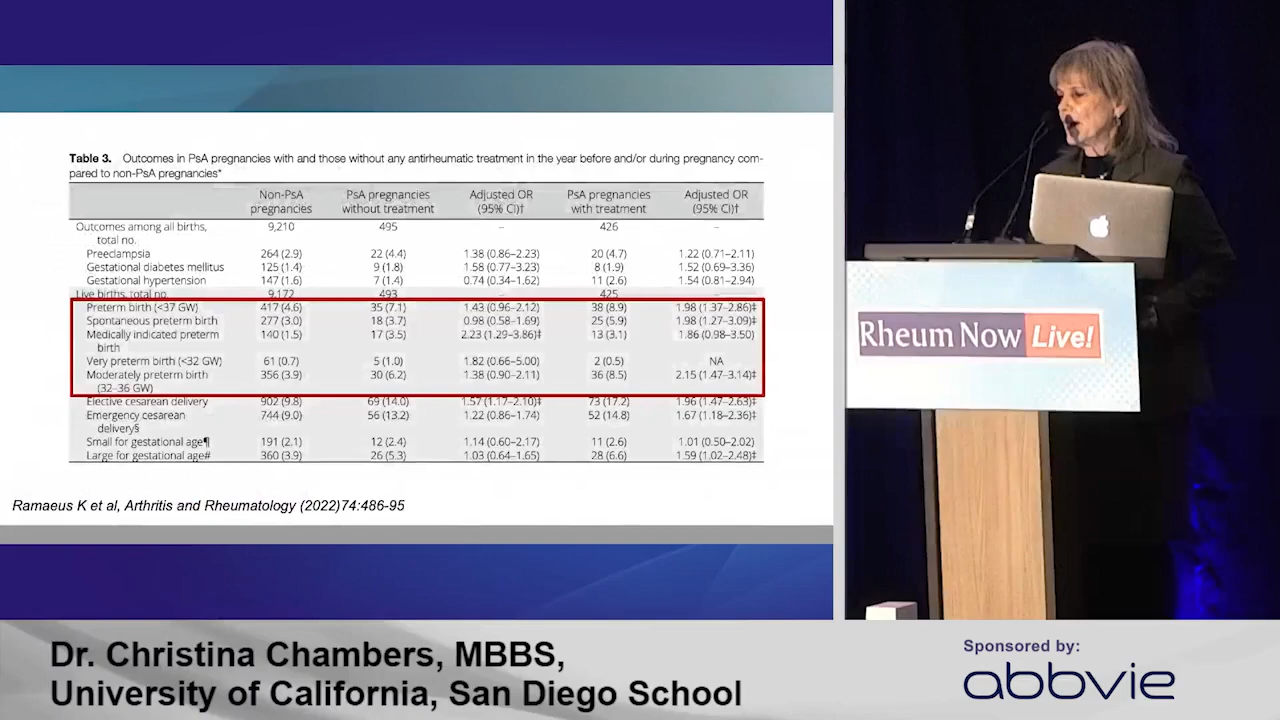 Table 3. Outcomes in PsA pregnancies with and those without any antirheumatic treatment in the year before and/or during pregnancy com-
pared to non-PsA pregnancies*
Non-PsA pregnancies PsA pregnancies without treatment Adjusted OR (95% CI)† PsA pregnancies with treatment Adjusted OR (95% CI)†
Outcomes among all births, total no. 9,210 495 – 426 –
Preeclampsia 264 (2.9) 22 (4.4) 1.38 (0.86–2.23) 20 (4.7) 1.22 (0.71–2.11)
Gestational diabetes mellitus 125 (1.4) 9 (1.8) 1.58 (0.77–3.23) 8 (1.9) 1.52 (0.69–3.36)
Gestational hypertension 147 (1.6) 7 (1.4) 0.74 (0.34–1.62) 11 (2.6) 1.54 (0.81–2.94)
Live births, total no. 9,172 493 425
Preterm birth (<37 GW) 417 (4.6) 35 (7.1) 1.43 (0.96–2.12) 38 (8.9) 1.98 (1.37–2.86)‡
Spontaneous preterm birth 277 (3.0) 18 (3.7) 0.98 (0.58–1.69) 25 (5.9) 1.98 (1.27–3.09)‡
Medically indicated preterm birth 140 (1.5) 17 (3.5) 2.23 (1.29–3.86)‡ 13 (3.1) 1.86 (0.98–3.50)
Very preterm birth (<32 GW) 61 (0.7) 5 (1.0) 1.82 (0.66–5.00) 2 (0.5) NA
Moderately preterm birth (32–36 GW) 356 (3.9) 30 (6.2) 1.38 (0.90–2.11) 36 (8.5) 2.15 (1.47–3.14)‡
Elective cesarean delivery 902 (9.8) 69 (14.0) 1.57 (1.17–2.10)‡ 73 (17.2) 1.96 (1.47–2.63)‡
Emergency cesarean delivery§ 744 (9.0) 56 (13.2) 1.22 (0.86–1.74) 52 (14.8) 1.67 (1.18–2.36)‡
Small for gestational age¶ 191 (2.1) 12 (2.4) 1.14 (0.60–2.17) 11 (2.6) 1.01 (0.50–2.02)
Large for gestational age# 360 (3.9) 26 (5.3) 1.03 (0.64–1.65) 28 (6.6) 1.59 (1.02–2.48)‡
Ramaeus K et al, Arthritis and Rheumatology (2022)74:486-95
Rheum Now Live!
Dr. Christina Chambers, MBBS,
University of California, San Diego School
Sponsored by:
abbvie